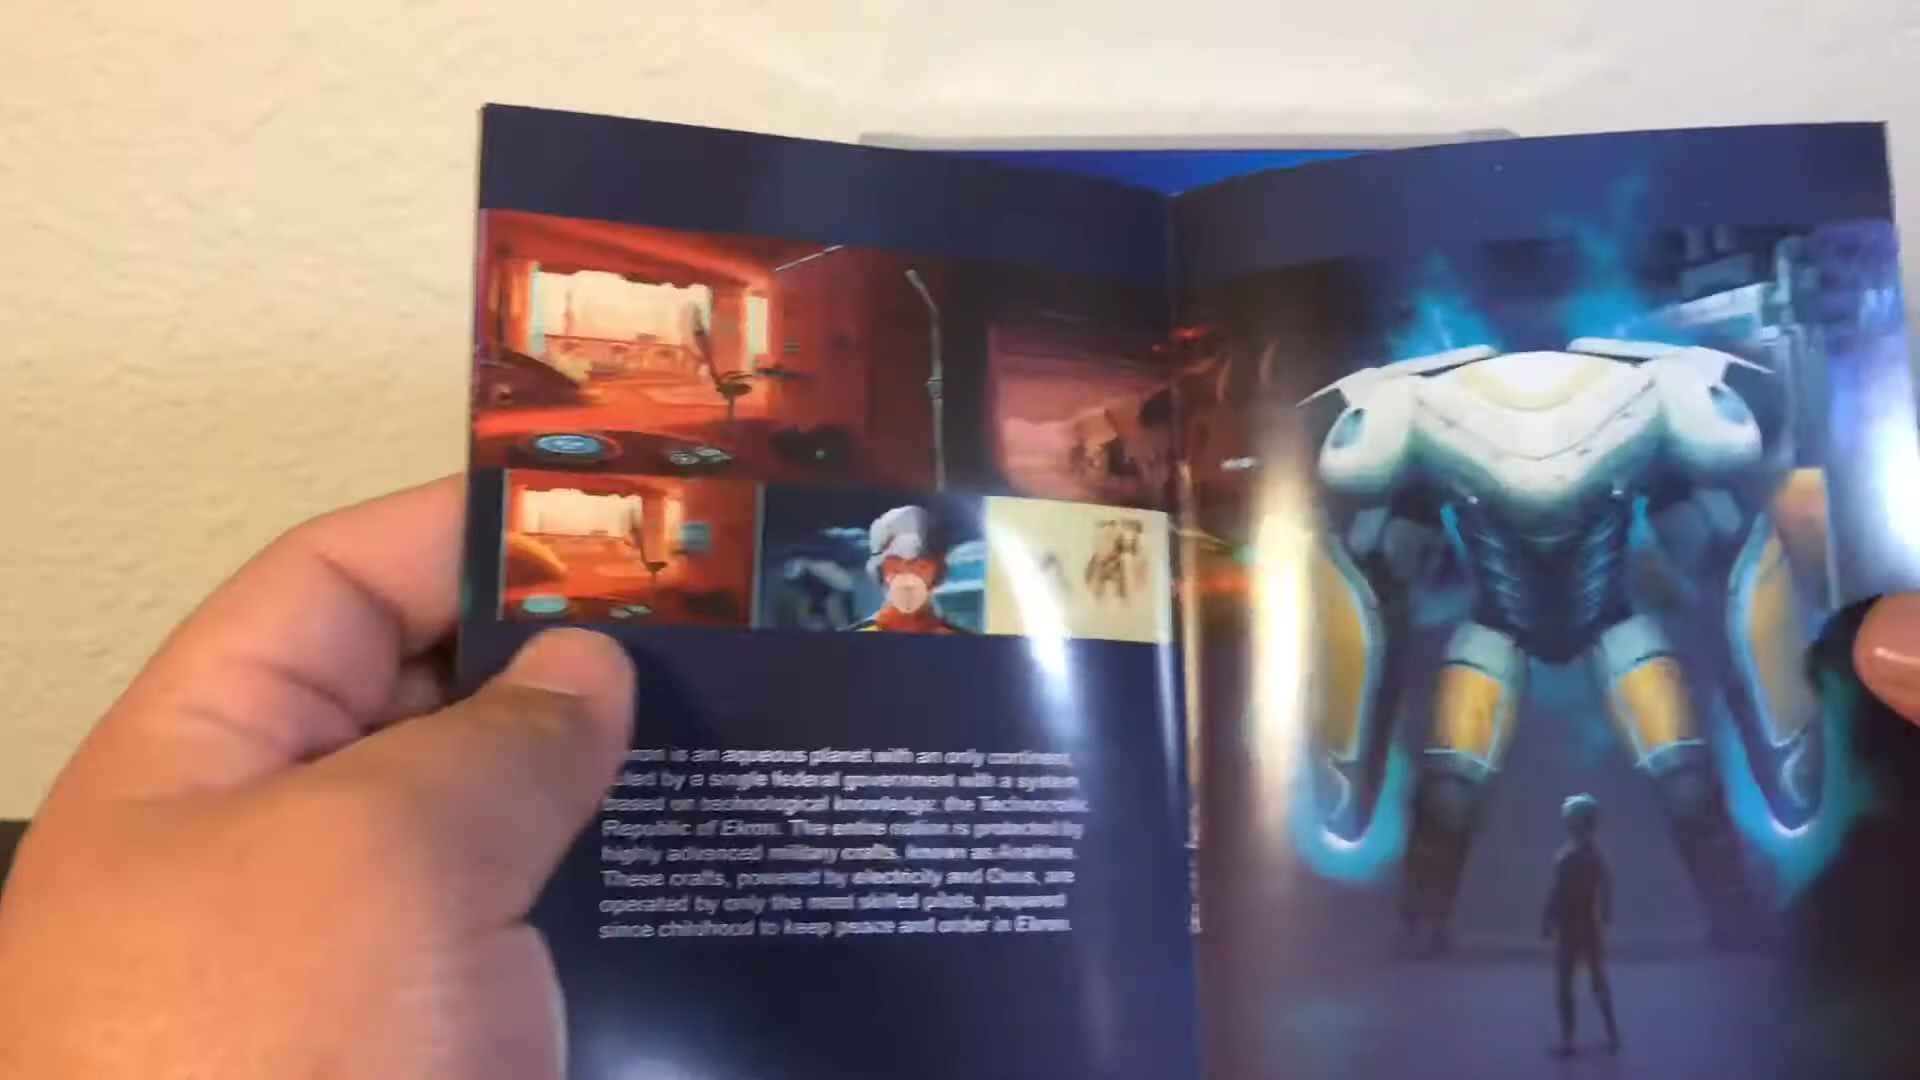 is an aqueous planet with an only continent,
ruled by a single federal government with a system
based on technological knowledge: the Technocratic
Republic of Ekron. The entire nation is protected by
highly advanced military crafts, known as
These crafts, powered by electricity and are
operated by only the most skilled pilots, prepared
since childhood to keep peace and order in Ekron.